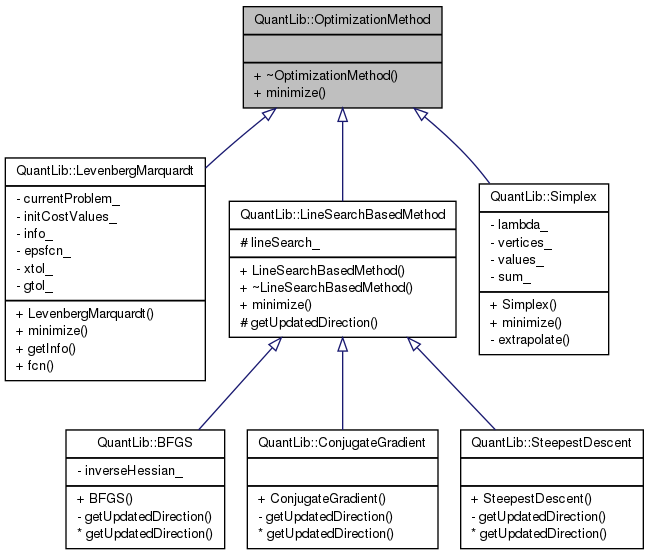 QuantLib::OptimizationMethod
+ ~OptimizationMethod()
+ minimize()
QuantLib::LevenbergMarquardt
- currentProblem_
- initCostValues_
- info_
- epsfcn_
- xtol_
- gtol_
+ LevenbergMarquardt()
+ minimize()
+ getInfo()
+ fcn()
QuantLib::LineSearchBasedMethod
# lineSearch_
+ LineSearchBasedMethod()
+ ~LineSearchBasedMethod()
+ minimize()
# getUpdatedDirection()
QuantLib::Simplex
- lambda_
- vertices_
- values_
- sum_
+ Simplex()
+ minimize()
- extrapolate()
QuantLib::BFGS
- inverseHessian_
+ BFGS()
- getUpdatedDirection()
* getUpdatedDirection()
QuantLib::ConjugateGradient
+ ConjugateGradient()
- getUpdatedDirection()
* getUpdatedDirection()
QuantLib::SteepestDescent
+ SteepestDescent()
- getUpdatedDirection()
* getUpdatedDirection()